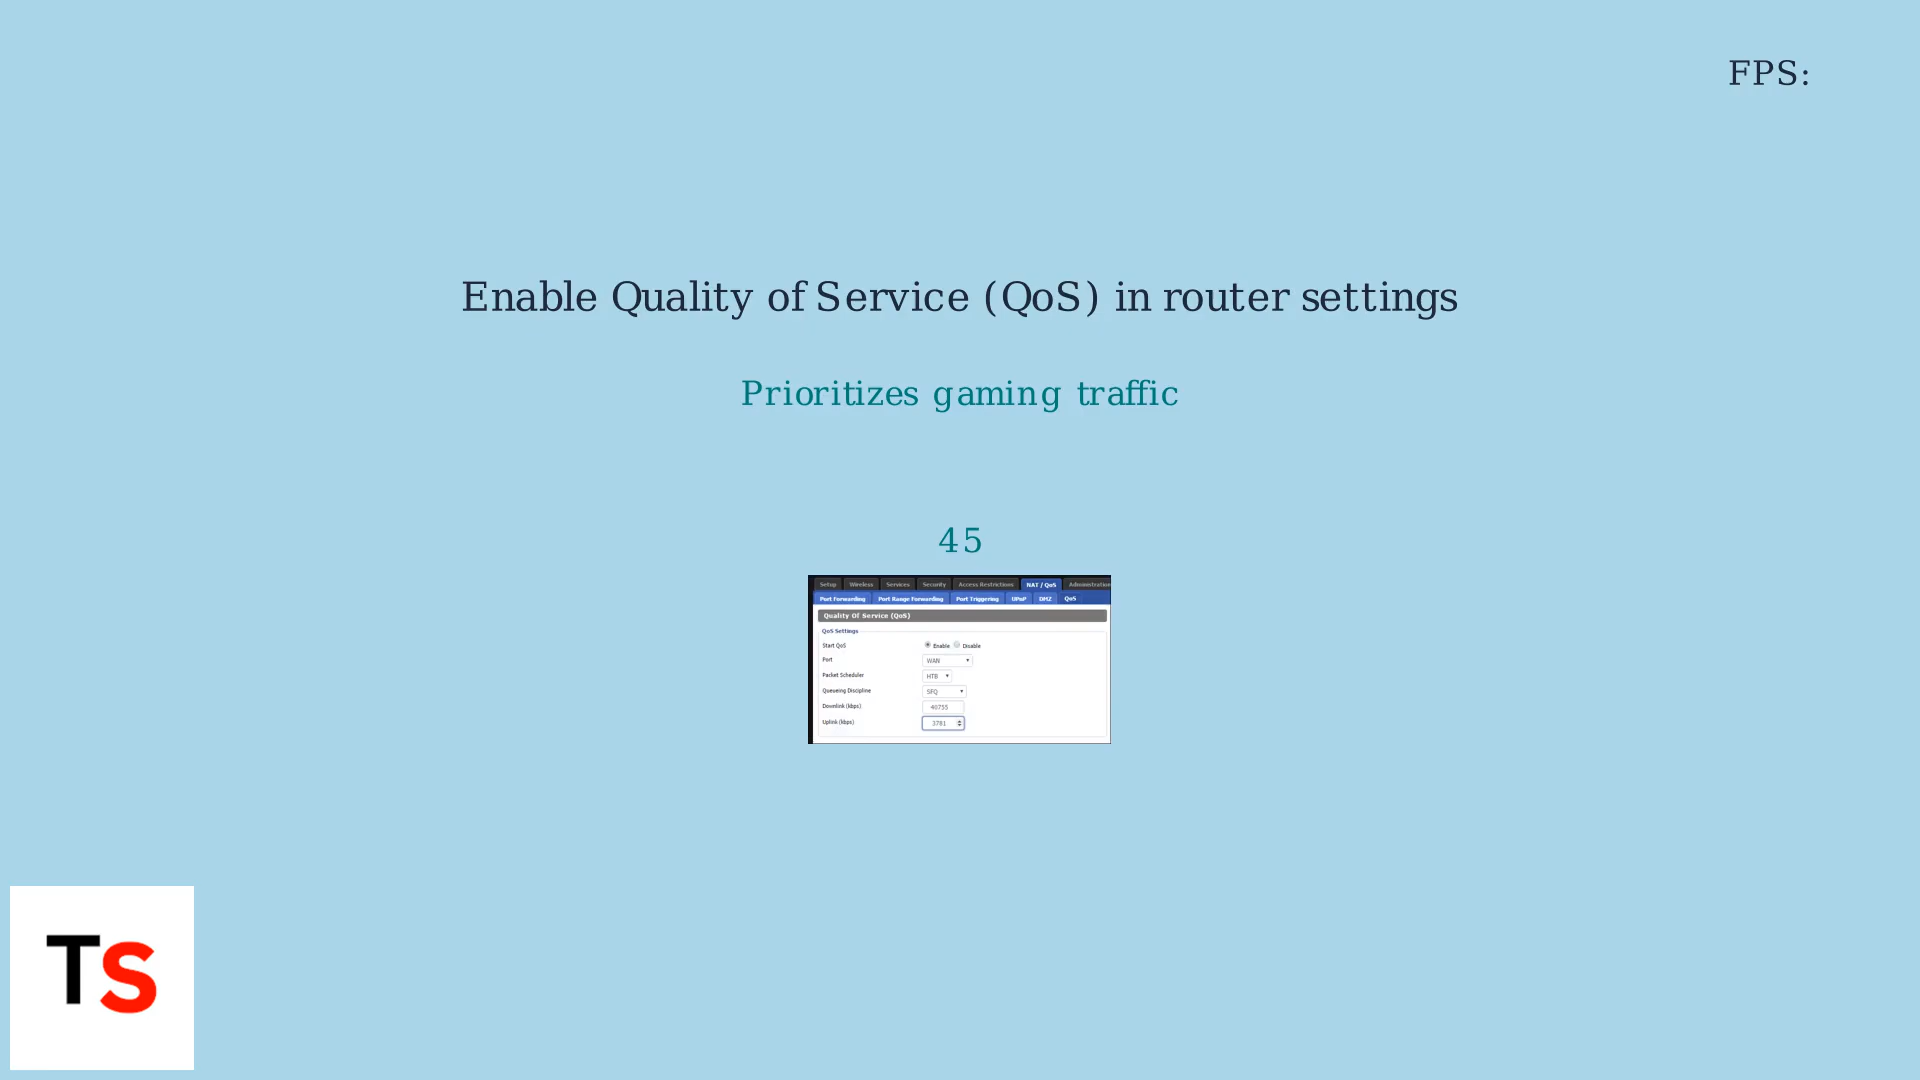 FPS:
Enable Quality of Service (QoS) in router settings
Prioritizes gaming traffic
45
Setup Wireless Services Security Access Restrictions NAT / QoS Administration
Port Forwarding Port Range Forwarding Port Triggering UPnP DMZ QoS
Quality Of Service (QoS)
QoS Settings
Start QoS Enable Disable
Port WAN
Packet Scheduler HTB
Queueing Discipline SFQ
Downlink (kbps) 40755
Uplink (kbps) 3781
TS